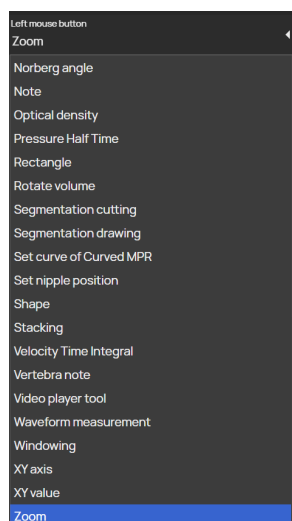 Left mouse button
Zoom
Norberg angle
Note
Optical density
Pressure Half Time
Rectangle
Rotate volume
Segmentation cutting
Segmentation drawing
Set curve of Curved MPR
Set nipple position
Shape
Stacking
Velocity Time Integral
Vertebra note
Video player tool
Waveform measurement
Windowing
XY axis
XY value
Zoom